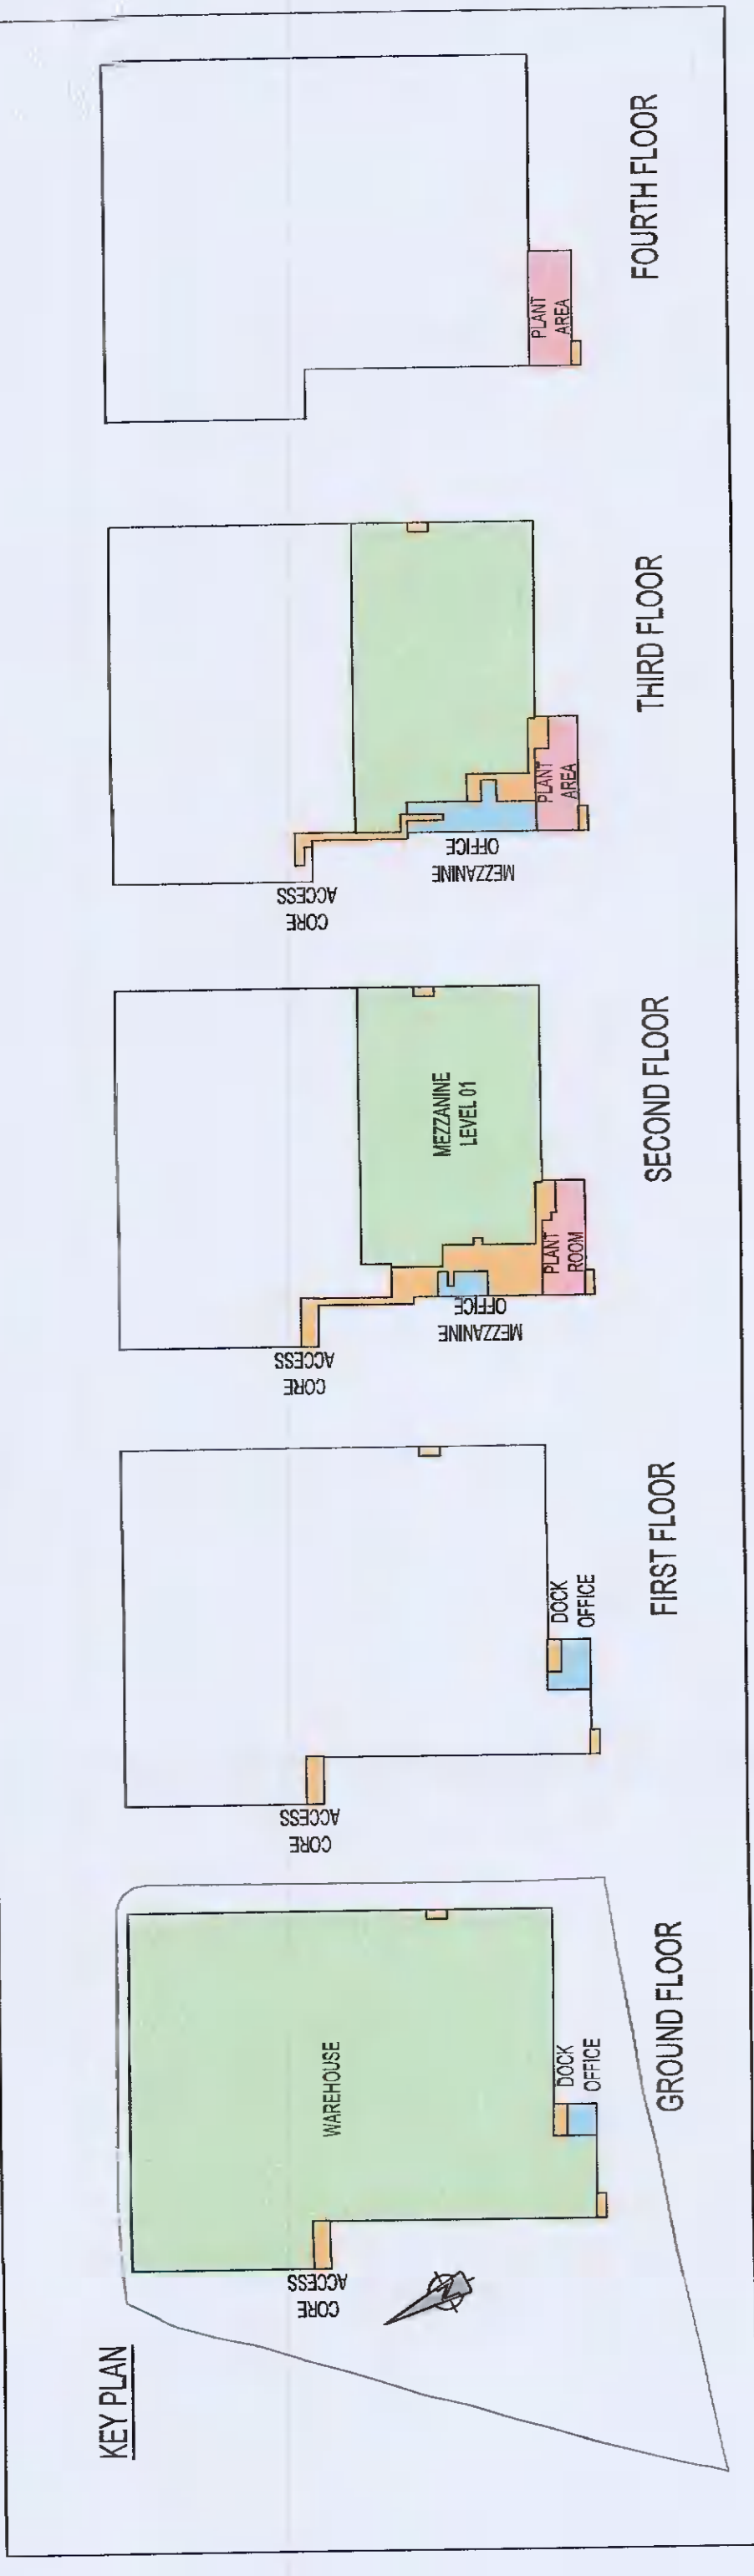 KEY PLAN
WAREHOUSE
ACCESS
CORE
DOCK
OFFICE
GROUND FLOOR
ACCESS
CORE
DOCK
OFFICE
FIRST FLOOR
ACCESS
CORE
MEZZANINE
LEVEL 01
OFFICE
MEZZANINE
PLANT
ROOM
SECOND FLOOR
ACCESS
CORE
OFFICE
MEZZANINE
PLANT
AREA
THIRD FLOOR
PLANT
AREA
FOURTH FLOOR